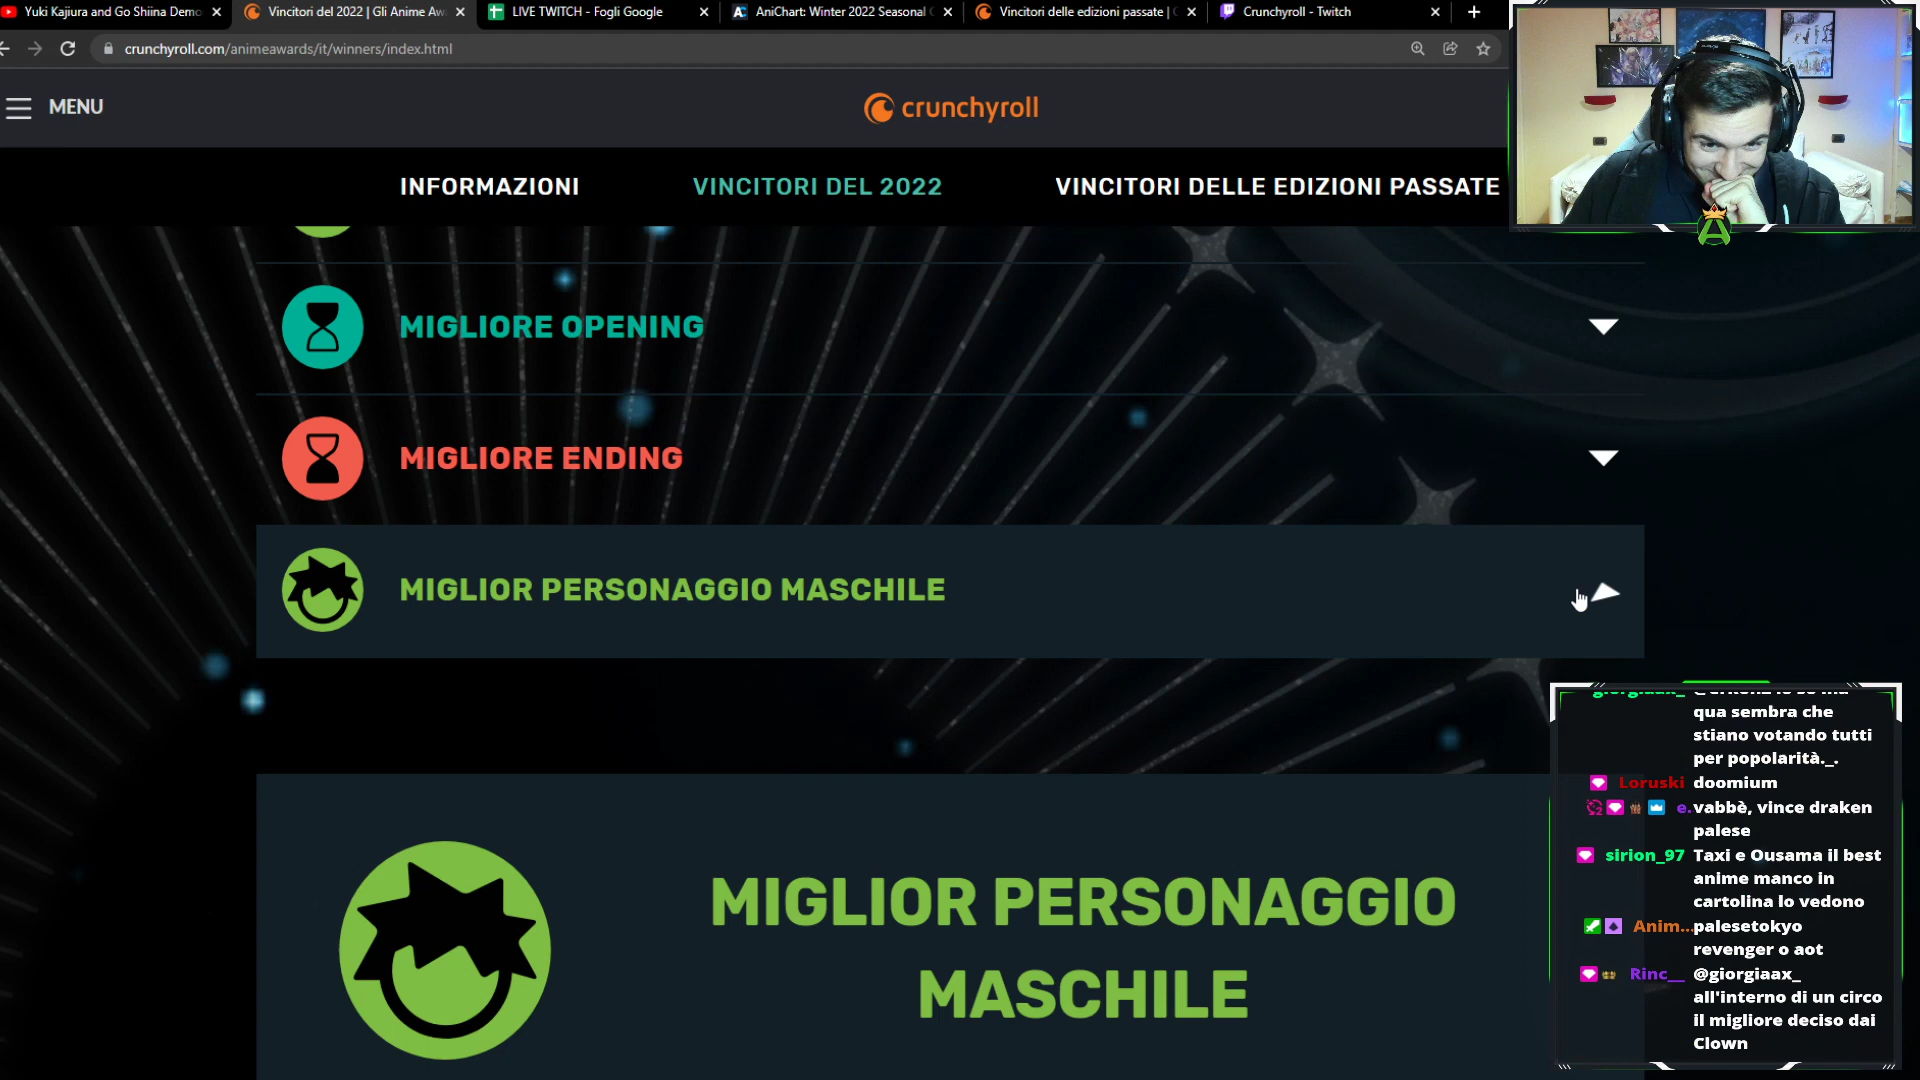 Yuki Kajiura and Go Shiina Demo
Vincitori del 2022 | Gli Anime Aw
LIVE TWITCH - Fogli Google
AniChart: Winter 2022 Seasonal
Vincitori delle edizioni passate |
Crunchyroll - Twitch
crunchyroll.com/animeawards/it/winners/index.html
MENU
crunchyroll
INFORMAZIONI
VINCITORI DEL 2022
VINCITORI DELLE EDIZIONI PASSATE
MIGLIORE OPENING
MIGLIORE ENDING
MIGLIOR PERSONAGGIO MASCHILE
MIGLIOR PERSONAGGIO
MASCHILE
giorgiaax_
qua sembra che
stiano votando tutti
per popolarità._.
Loruski doomium
e. vabbè, vince draken
palese
sirion_97 Taxi e Ousama il best
anime manco in
cartolina lo vedono
Anim... palesetokyo
revenger o aot
Rinc__ @giorgiaax_
all'interno di un circo
il migliore deciso dai
Clown